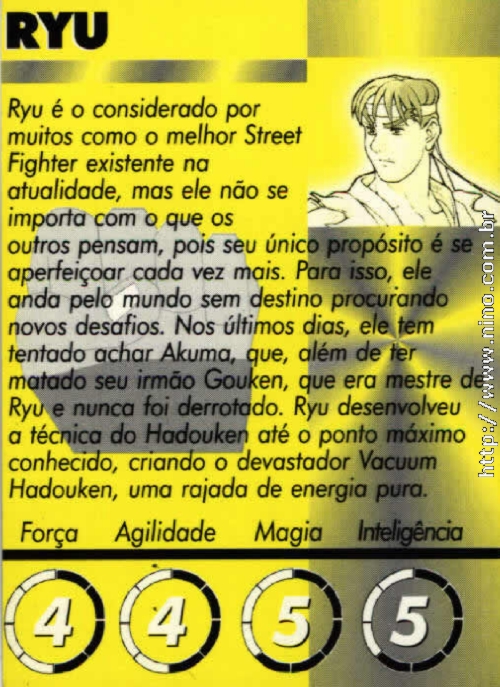 RYU
Ryu é o considerado por
muitos como o melhor Street
Fighter existente na
atualidade, mas ele não se
importa com o que os
outros pensam, pois seu único propósito é se
aperfeiçoar cada vez mais. Para isso, ele
anda pelo mundo sem destino procurando
novos desafios. Nos últimos dias, ele tem
tentado achar Akuma, que, além de ter
matado seu irmão Gouken, que era mestre de
Ryu e nunca foi derrotado. Ryu desenvolveu
a técnica do Hadouken até o ponto máximo
conhecido, criando o devastador Vacuum
Hadouken, uma rajada de energia pura.
Força Agilidade Magia Inteligência
4 4 5 5
http://www.nimo.com.br